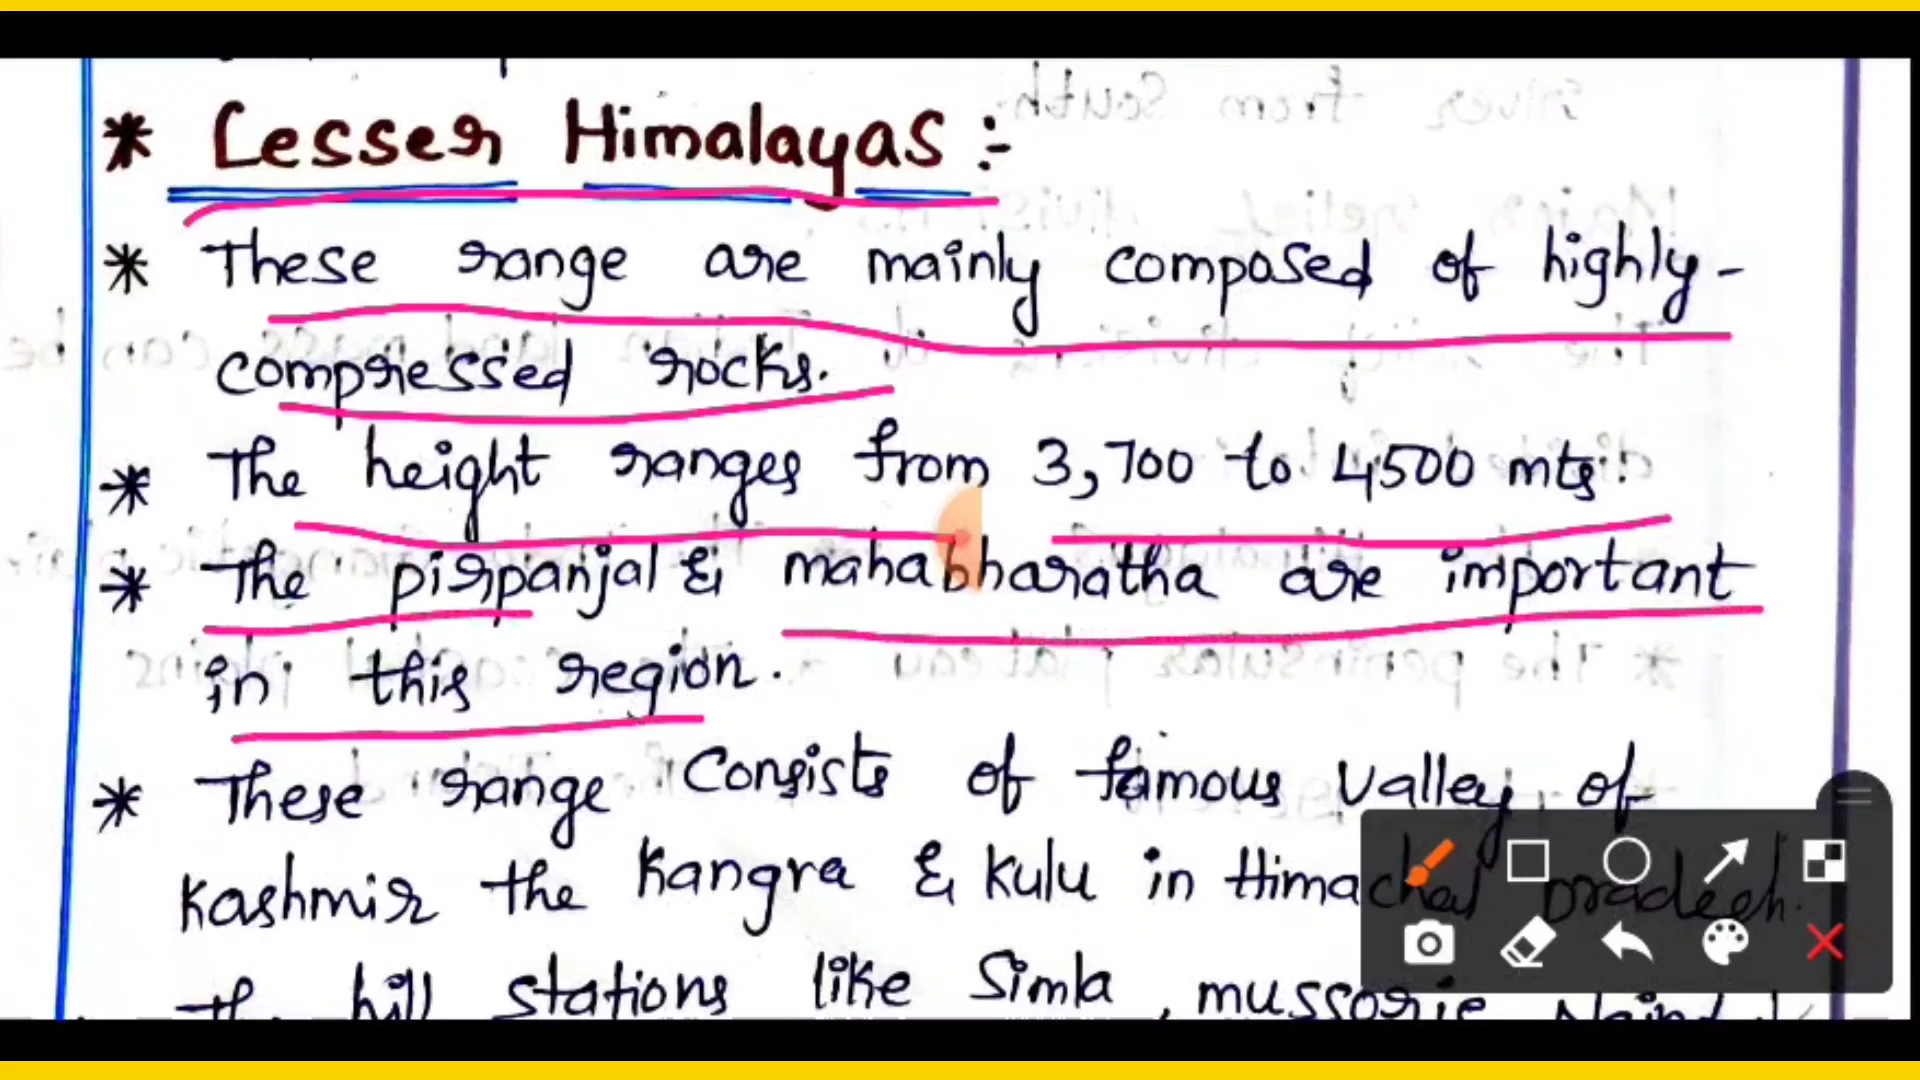 * Lesser Himalayas :-
* These range are mainly composed of highly-
compressed rocks.
* The height ranges from 3,700 to 4500 mts.
* The pirpanjal & mahabharatha are important
in this region.
* These range consists of famous valley of
Kashmir the Kangra & Kulu in Himachal pradesh.
the hill stations like Simla, mussorie